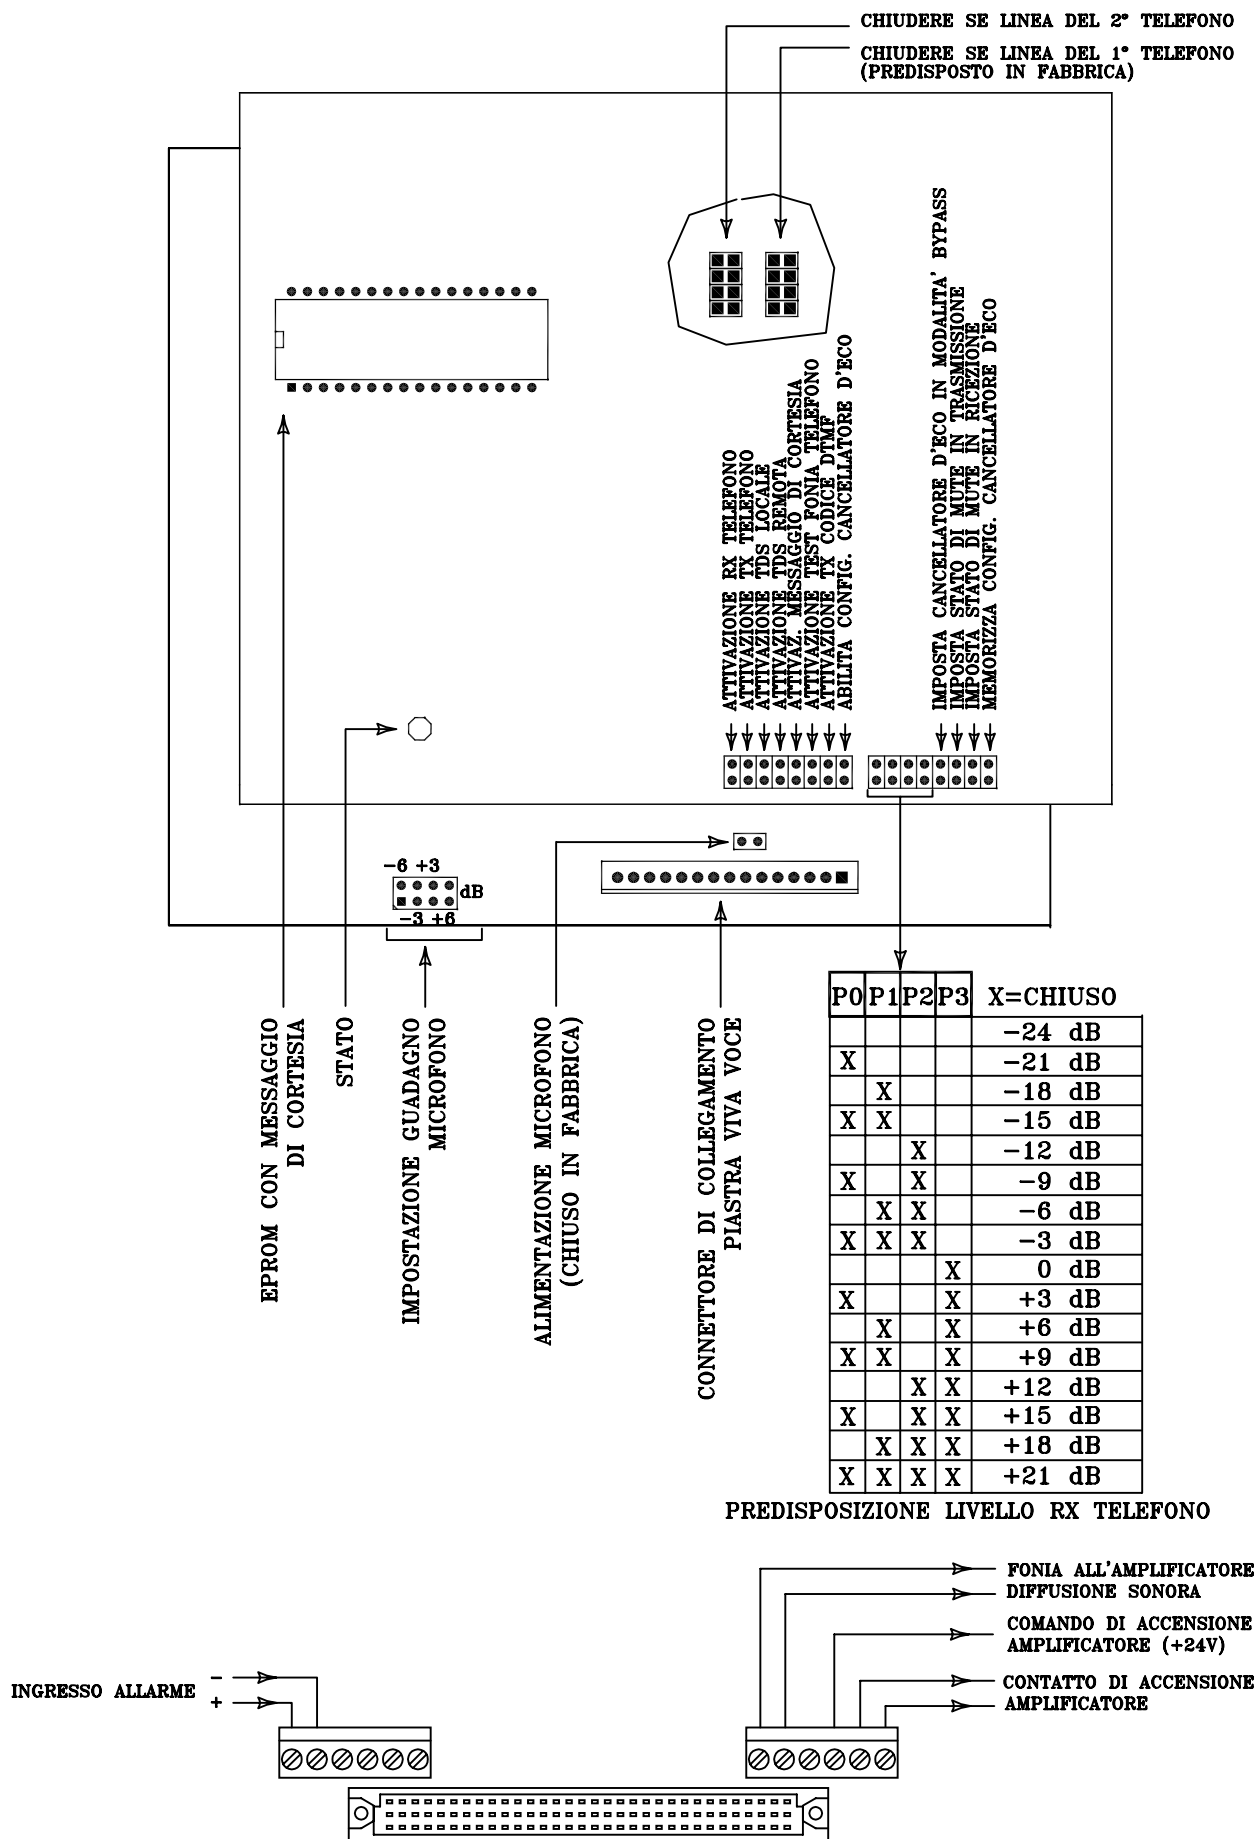 CHIUDERE SE LINEA DEL 2° TELEFONO
CHIUDERE SE LINEA DEL 1° TELEFONO
(PREDISPOSTO IN FABBRICA)
ATTIVAZIONE RX TELEFONO
ATTIVAZIONE TX TELEFONO
ATTIVAZIONE TDS LOCALE
ATTIVAZIONE TDS REMOTA
ATTIVAZ. MESSAGGIO DI CORTESIA
ATTIVAZIONE TEST FONIA TELEFONO
ATTIVAZIONE TX CODICE DTMF
ABILITA CONFIG. CANCELLATORE D'ECO
IMPOSTA CANCELLATORE D'ECO IN MODALITA' BYPASS
IMPOSTA STATO DI MUTE IN TRASMISSIONE
IMPOSTA STATO DI MUTE IN RICEZIONE
MEMORIZZA CONFIG. CANCELLATORE D'ECO
-6 +3
dB
-3 +6
EPROM CON MESSAGGIO
DI CORTESIA
STATO
IMPOSTAZIONE GUADAGNO
MICROFONO
ALIMENTAZIONE MICROFONO
(CHIUSO IN FABBRICA)
CONNETTORE DI COLLEGAMENTO
PIASTRA VIVA VOCE
P0 P1 P2 P3 X=CHIUSO
-24 dB
X -21 dB
X -18 dB
X X -15 dB
X -12 dB
X X -9 dB
X X -6 dB
X X X -3 dB
X 0 dB
X X +3 dB
X X +6 dB
X X X +9 dB
X X +12 dB
X X X +15 dB
X X X +18 dB
X X X X +21 dB
PREDISPOSIZIONE LIVELLO RX TELEFONO
FONIA ALL'AMPLIFICATORE
DIFFUSIONE SONORA
COMANDO DI ACCENSIONE
AMPLIFICATORE (+24V)
CONTATTO DI ACCENSIONE
AMPLIFICATORE
INGRESSO ALLARME
-
+